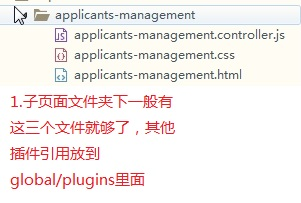 applicants-management
applicants-management.controller.js
applicants-management.css
applicants-management.html
1.子页面文件夹下一般有
这三个文件就够了，其他
插件引用放到
global/plugins里面